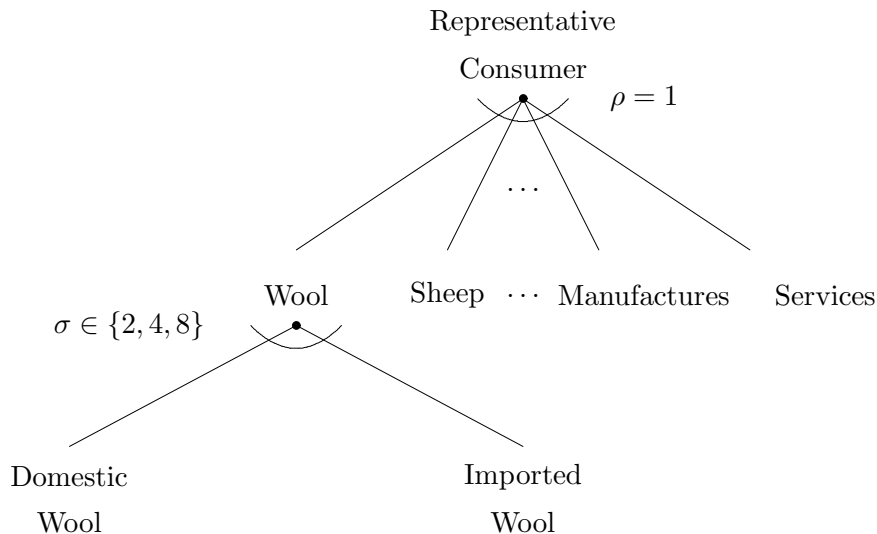 Representative
Consumer
ρ = 1
...
Wool
Sheep ... Manufactures Services
σ ∈ {2, 4, 8}
Domestic
Wool
Imported
Wool